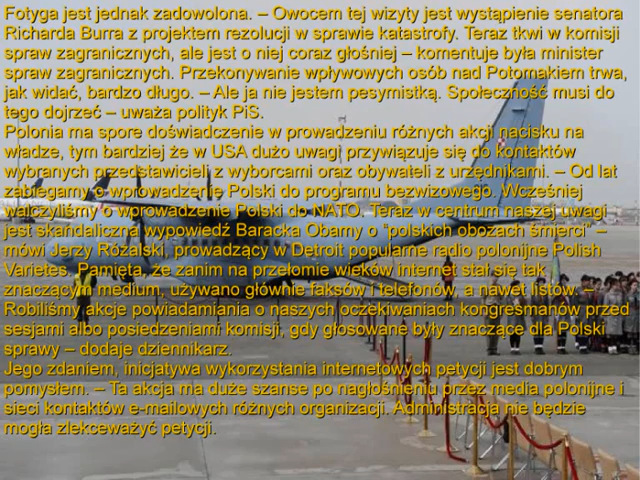 Fotyga jest jednak zadowolona. – Owocem tej wizyty jest wystąpienie senatora
Richarda Burra z projektem rezolucji w sprawie katastrofy. Teraz tkwi w komisji
spraw zagranicznych, ale jest o niej coraz głośniej – komentuje była minister
spraw zagranicznych. Przekonywanie wpływowych osób nad Potomakiem trwa,
jak widać, bardzo długo. – Ale ja nie jestem pesymistką. Społeczność musi do
tego dojrzeć – uważa polityk PiS.
Polonia ma spore doświadczenie w prowadzeniu różnych akcji nacisku na
władze, tym bardziej że w USA dużo uwagi przywiązuje się do kontaktów
wybranych przedstawicieli z wyborcami oraz obywateli z urzędnikami. – Od lat
zabiegamy o wprowadzenie Polski do programu bezwizowego. Wcześniej
walczyliśmy o wprowadzenie Polski do NATO. Teraz w centrum naszej uwagi
jest skandaliczna wypowiedź Baracka Obamy o “polskich obozach śmierci” –
mówi Jerzy Różalski, prowadzący w Detroit popularne radio polonijne Polish
Varietes. Pamięta, że zanim na przełomie wieków internet stał się tak
znaczącym medium, używano głównie faksów i telefonów, a nawet listów. –
Robiliśmy akcje powiadamiania o naszych oczekiwaniach kongresmanów przed
sesjami albo posiedzeniami komisji, gdy głosowane były znaczące dla Polski
sprawy – dodaje dziennikarz.
Jego zdaniem, inicjatywa wykorzystania internetowych petycji jest dobrym
pomysłem. – Ta akcja ma duże szanse po nagłośnieniu przez media polonijne i
sieci kontaktów e-mailowych różnych organizacji. Administracja nie będzie
mogła zlekceważyć petycji.